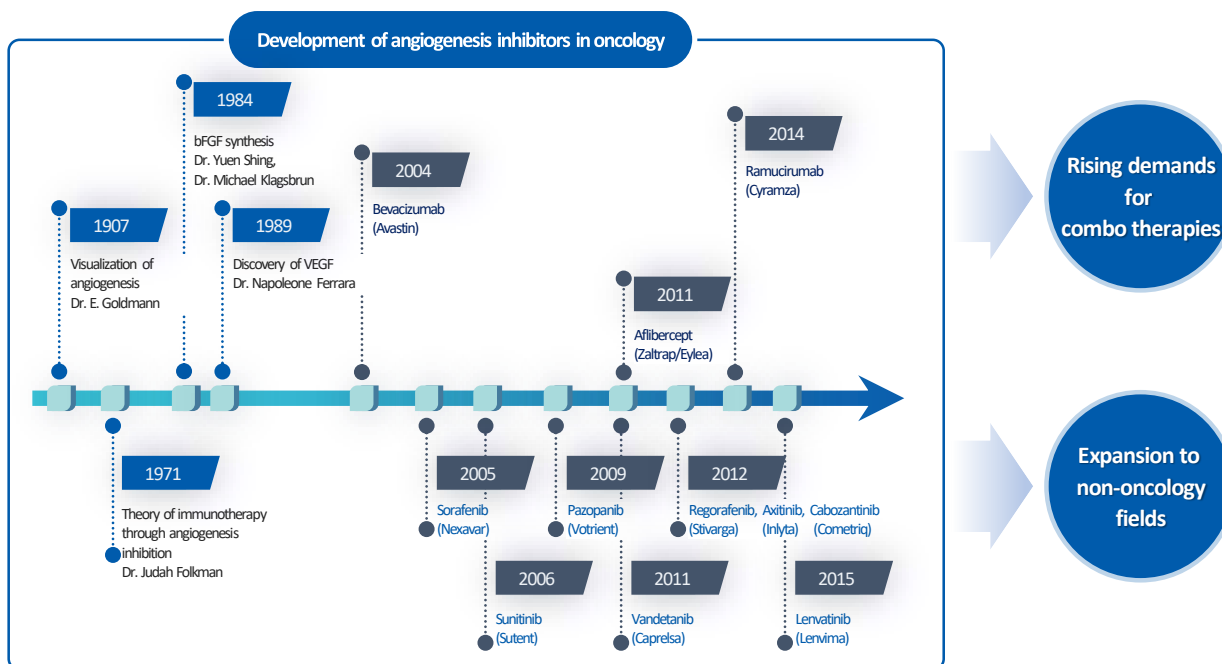 Development of angiogenesis inhibitors in oncology
1984
bFGF synthesis
Dr. Yuen Shing,
Dr. Michael Klagsbrun
2014
Ramucirumab
(Cyramza)
2004
Bevacizumab
(Avastin)
1907
Visualization of
angiogenesis
Dr. E. Goldmann
1989
Discovery of VEGF
Dr. Napoleone Ferrara
2011
Aflibercept
(Zaltrap/Eylea)
1971
Theory of immunotherapy
through angiogenesis
inhibition
Dr. Judah Folkman
2005
Sorafenib
(Nexavar)
2009
Pazopanib
(Votrient)
2012
Regorafenib, Axitinib, Cabozantinib
(Stivarga) (Inlyta) (Cometriq)
2006
Sunitinib
(Sutent)
2011
Vandetanib
(Caprelsa)
2015
Lenvatinib
(Lenvima)
Rising demands
for
combo therapies
Expansion to
non-oncology
fields